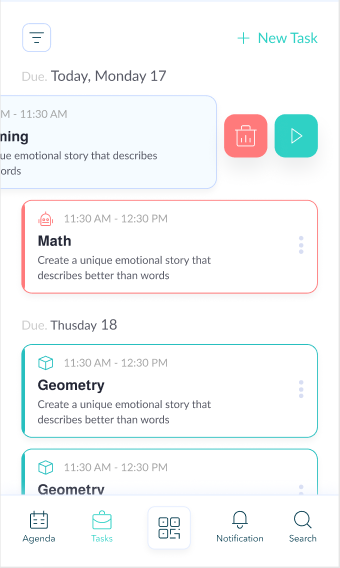 + New Task
Due. Today, Monday 17
M - 11:30 AM
ning
ue emotional story that describes
ords
11:30 AM - 12:30 PM
Math
Create a unique emotional story that
describes better than words
Due. Thusday 18
11:30 AM - 12:30 PM
Geometry
Create a unique emotional story that
describes better than words
11:30 AM - 12:30 PM
Geometry
Agenda
Tasks
Notification
Search